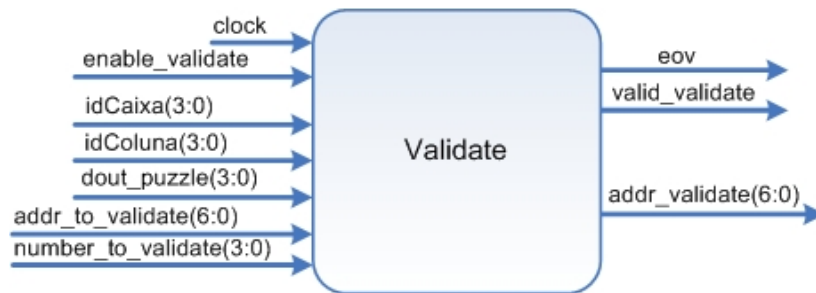 clock
enable_validate
idCaixa(3:0)
idColuna(3:0)
dout_puzzle(3:0)
addr_to_validate(6:0)
number_to_validate(3:0)
Validate
eov
valid_validate
addr_validate(6:0)